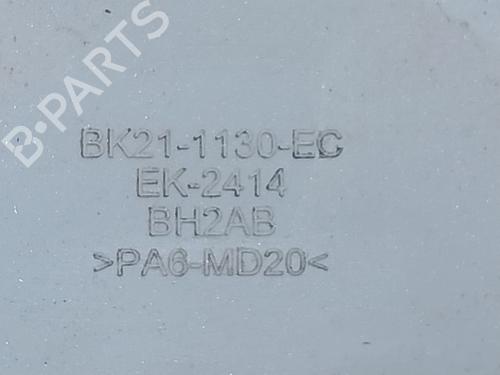 B-PARTS
BK21-1130-EC
EK-2414
BH2AB
>PA6-MD20<